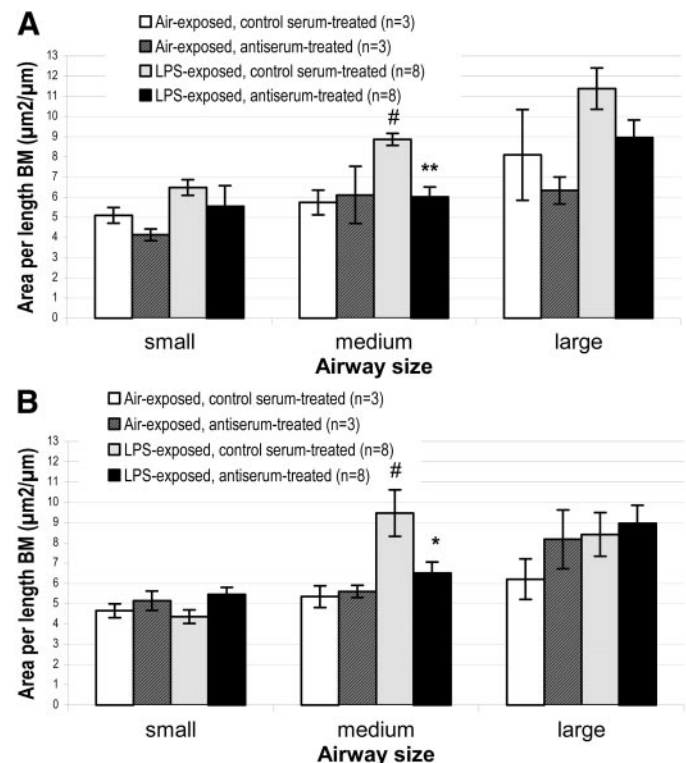 A
Air-exposed, control serum-treated (n=3)
Air-exposed, antiserum-treated (n=3)
LPS-exposed, control serum-treated (n=8)
LPS-exposed, antiserum-treated (n=8)
Area per length BM (µm2/µm)
13
12
11
10
9
8
7
6
5
4
3
2
1
0
#
**
small medium large
Airway size
B
Air-exposed, control serum-treated (n=3)
Air-exposed, antiserum-treated (n=3)
LPS-exposed, control serum-treated (n=8)
LPS-exposed, antiserum-treated (n=8)
Area per length BM (µm2/µm)
13
12
11
10
9
8
7
6
5
4
3
2
1
0
#
*
small medium large
Airway size